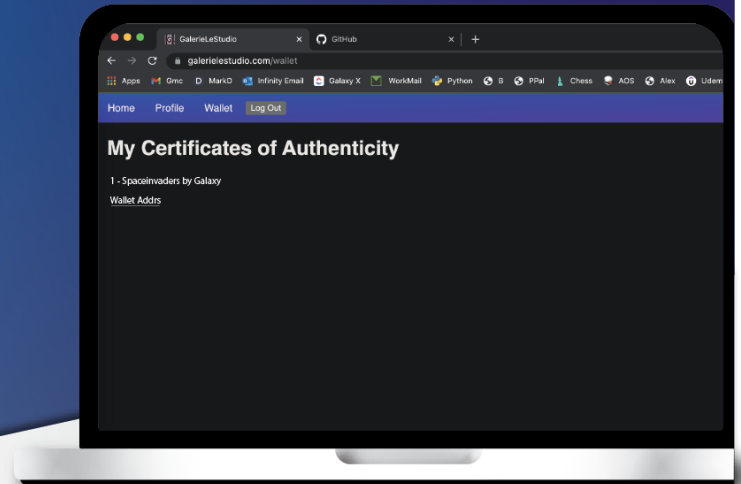 GalerieLeStudio
GitHub
galerielestudio.com/wallet
Apps Gmc MarkD Infinity Email Galaxy X WorkMail Python B PPal Chess AOS Alex Udem
Home Profile Wallet Log Out
My Certificates of Authenticity
1 - Spaceinvaders by Galaxy
Wallet Addrs